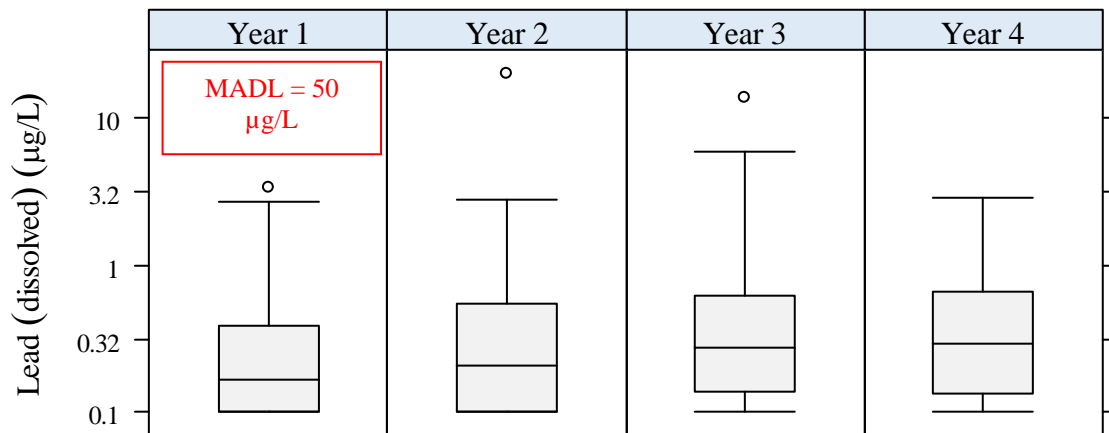 Year 1
Year 2
Year 3
Year 4
MADL = 50
µg/L
Lead (dissolved) (µg/L)
10
3.2
1
0.32
0.1